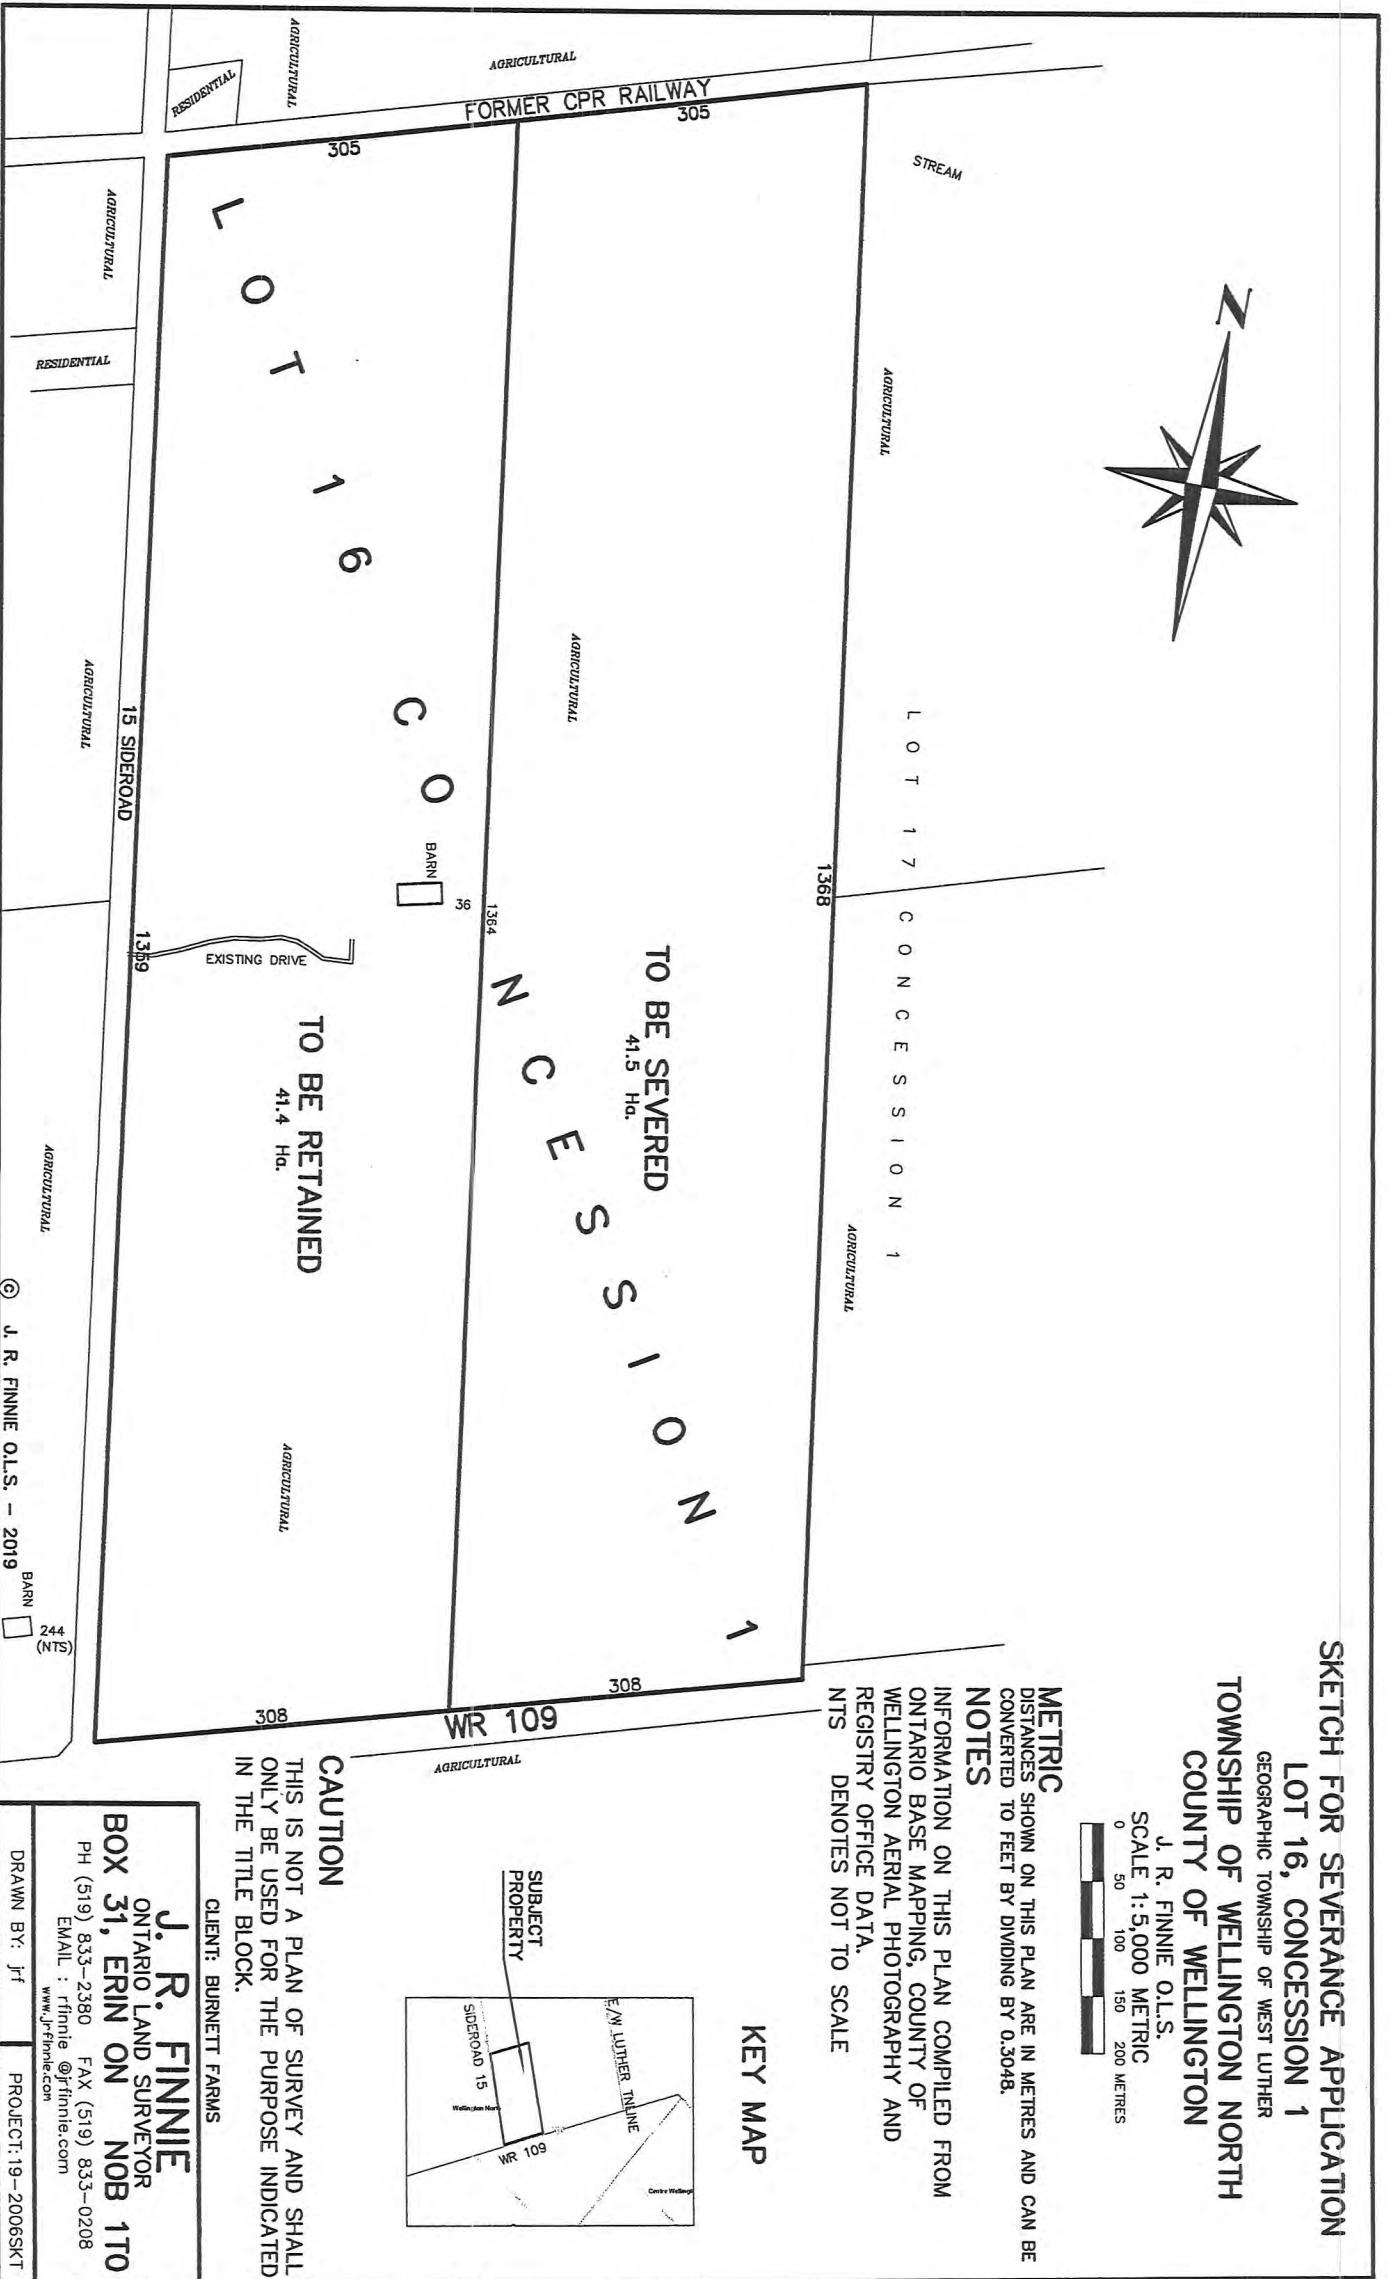 SKETCH FOR SEVERANCE APPLICATION
LOT 16, CONCESSION 1
GEOGRAPHIC TOWNSHIP OF WEST LUTHER
TOWNSHIP OF WELLINGTON NORTH
COUNTY OF WELLINGTON
J. R. FINNIE O.L.S.
SCALE 1:5,000 METRIC
0 50 100 150 200 METRES
METRIC
DISTANCES SHOWN ON THIS PLAN ARE IN METRES AND CAN BE
CONVERTED TO FEET BY DIVIDING BY 0.3048.
NOTES
INFORMATION ON THIS PLAN COMPILED FROM
ONTARIO BASE MAPPING, COUNTY OF
WELLINGTON AERIAL PHOTOGRAPHY AND
REGISTRY OFFICE DATA.
NTS DENOTES NOT TO SCALE
KEY MAP
E/W LUTHER TNLINE
SUBJECT
PROPERTY
SIDEROAD 15
Wellington North
WR 109
CAUTION
THIS IS NOT A PLAN OF SURVEY AND SHALL
ONLY BE USED FOR THE PURPOSE INDICATED
IN THE TITLE BLOCK.
CLIENT: BURNETT FARMS
J. R. FINNIE
ONTARIO LAND SURVEYOR
BOX 31, ERIN ON N0B 1T0
PH (519) 833-2380 FAX (519) 833-0208
EMAIL : rfinnie @jrfinnie.com
www.jrfinnie.com
DRAWN BY: jrf
PROJECT:19-2006SKT
N
STREAM
AGRICULTURAL
LOT 17 CONCESSION 1
AGRICULTURAL
1368
AGRICULTURAL
FORMER CPR RAILWAY
305
305
AGRICULTURAL
RESIDENTIAL
AGRICULTURAL
TO BE SEVERED
41.5 Ha.
LOT 16 CONCESSION 1
1364
36
BARN
308
308
WR 109
AGRICULTURAL
EXISTING DRIVE
TO BE RETAINED
41.4 Ha.
AGRICULTURAL
1359
15 SIDEROAD
AGRICULTURAL
RESIDENTIAL
AGRICULTURAL
AGRICULTURAL
BARN
244
(NTS)
© J. R. FINNIE O.L.S. - 2019